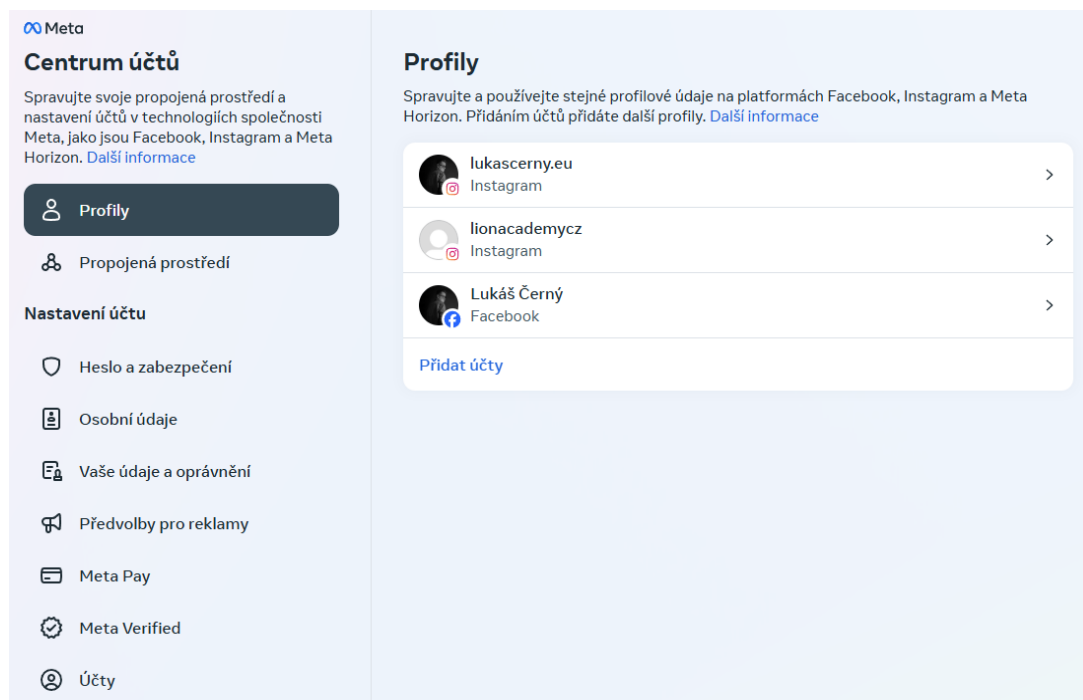 Meta
Centrum účtů
Spravujte svoje propojená prostředí a
nastavení účtů v technologiích společnosti
Meta, jako jsou Facebook, Instagram a Meta
Horizon. Další informace
Profily
Propojená prostředí
Nastavení účtu
Heslo a zabezpečení
Osobní údaje
Vaše údaje a oprávnění
Předvolby pro reklamy
Meta Pay
Meta Verified
Účty
Profily
Spravujte a používejte stejné profilové údaje na platformách Facebook, Instagram a Meta
Horizon. Přidáním účtů přidáte další profily. Další informace
lukascerny.eu
Instagram
lionacademycz
Instagram
Lukáš Černý
Facebook
Přidat účty